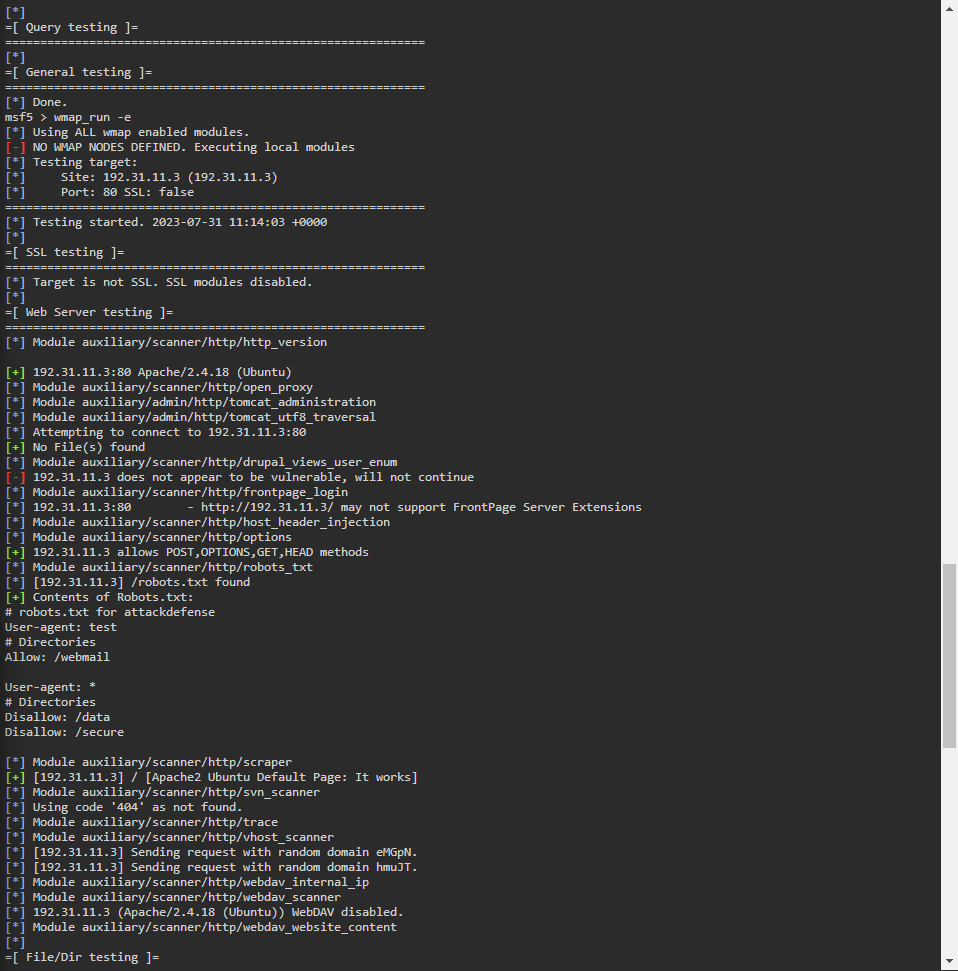 [*]
=[ Query testing ]=
============================================================
[*]
=[ General testing ]=
============================================================
[*] Done.
msf5 > wmap_run -e
[*] Using ALL wmap enabled modules.
[-] NO WMAP NODES DEFINED. Executing local modules
[*] Testing target:
[*]     Site: 192.31.11.3 (192.31.11.3)
[*]     Port: 80 SSL: false
============================================================
[*] Testing started. 2023-07-31 11:14:03 +0000
[*]
=[ SSL testing ]=
============================================================
[*] Target is not SSL. SSL modules disabled.
[*]
=[ Web Server testing ]=
============================================================
[*] Module auxiliary/scanner/http/http_version

[+] 192.31.11.3:80 Apache/2.4.18 (Ubuntu)
[*] Module auxiliary/scanner/http/open_proxy
[*] Module auxiliary/admin/http/tomcat_administration
[*] Module auxiliary/admin/http/tomcat_utf8_traversal
[*] Attempting to connect to 192.31.11.3:80
[+] No File(s) found
[*] Module auxiliary/scanner/http/drupal_views_user_enum
[-] 192.31.11.3 does not appear to be vulnerable, will not continue
[*] Module auxiliary/scanner/http/frontpage_login
[*] 192.31.11.3:80        - http://192.31.11.3/ may not support FrontPage Server Extensions
[*] Module auxiliary/scanner/http/host_header_injection
[*] Module auxiliary/scanner/http/options
[+] 192.31.11.3 allows POST,OPTIONS,GET,HEAD methods
[*] Module auxiliary/scanner/http/robots_txt
[*] [192.31.11.3] /robots.txt found
[+] Contents of Robots.txt:
# robots.txt for attackdefense
User-agent: test
# Directories
Allow: /webmail

User-agent: *
# Directories
Disallow: /data
Disallow: /secure

[*] Module auxiliary/scanner/http/scraper
[+] [192.31.11.3] / [Apache2 Ubuntu Default Page: It works]
[*] Module auxiliary/scanner/http/svn_scanner
[*] Using code '404' as not found.
[*] Module auxiliary/scanner/http/trace
[*] Module auxiliary/scanner/http/vhost_scanner
[*] [192.31.11.3] Sending request with random domain eMGpN.
[*] [192.31.11.3] Sending request with random domain hmuJT.
[*] Module auxiliary/scanner/http/webdav_internal_ip
[*] Module auxiliary/scanner/http/webdav_scanner
[*] 192.31.11.3 (Apache/2.4.18 (Ubuntu)) WebDAV disabled.
[*] Module auxiliary/scanner/http/webdav_website_content
[*]
=[ File/Dir testing ]=